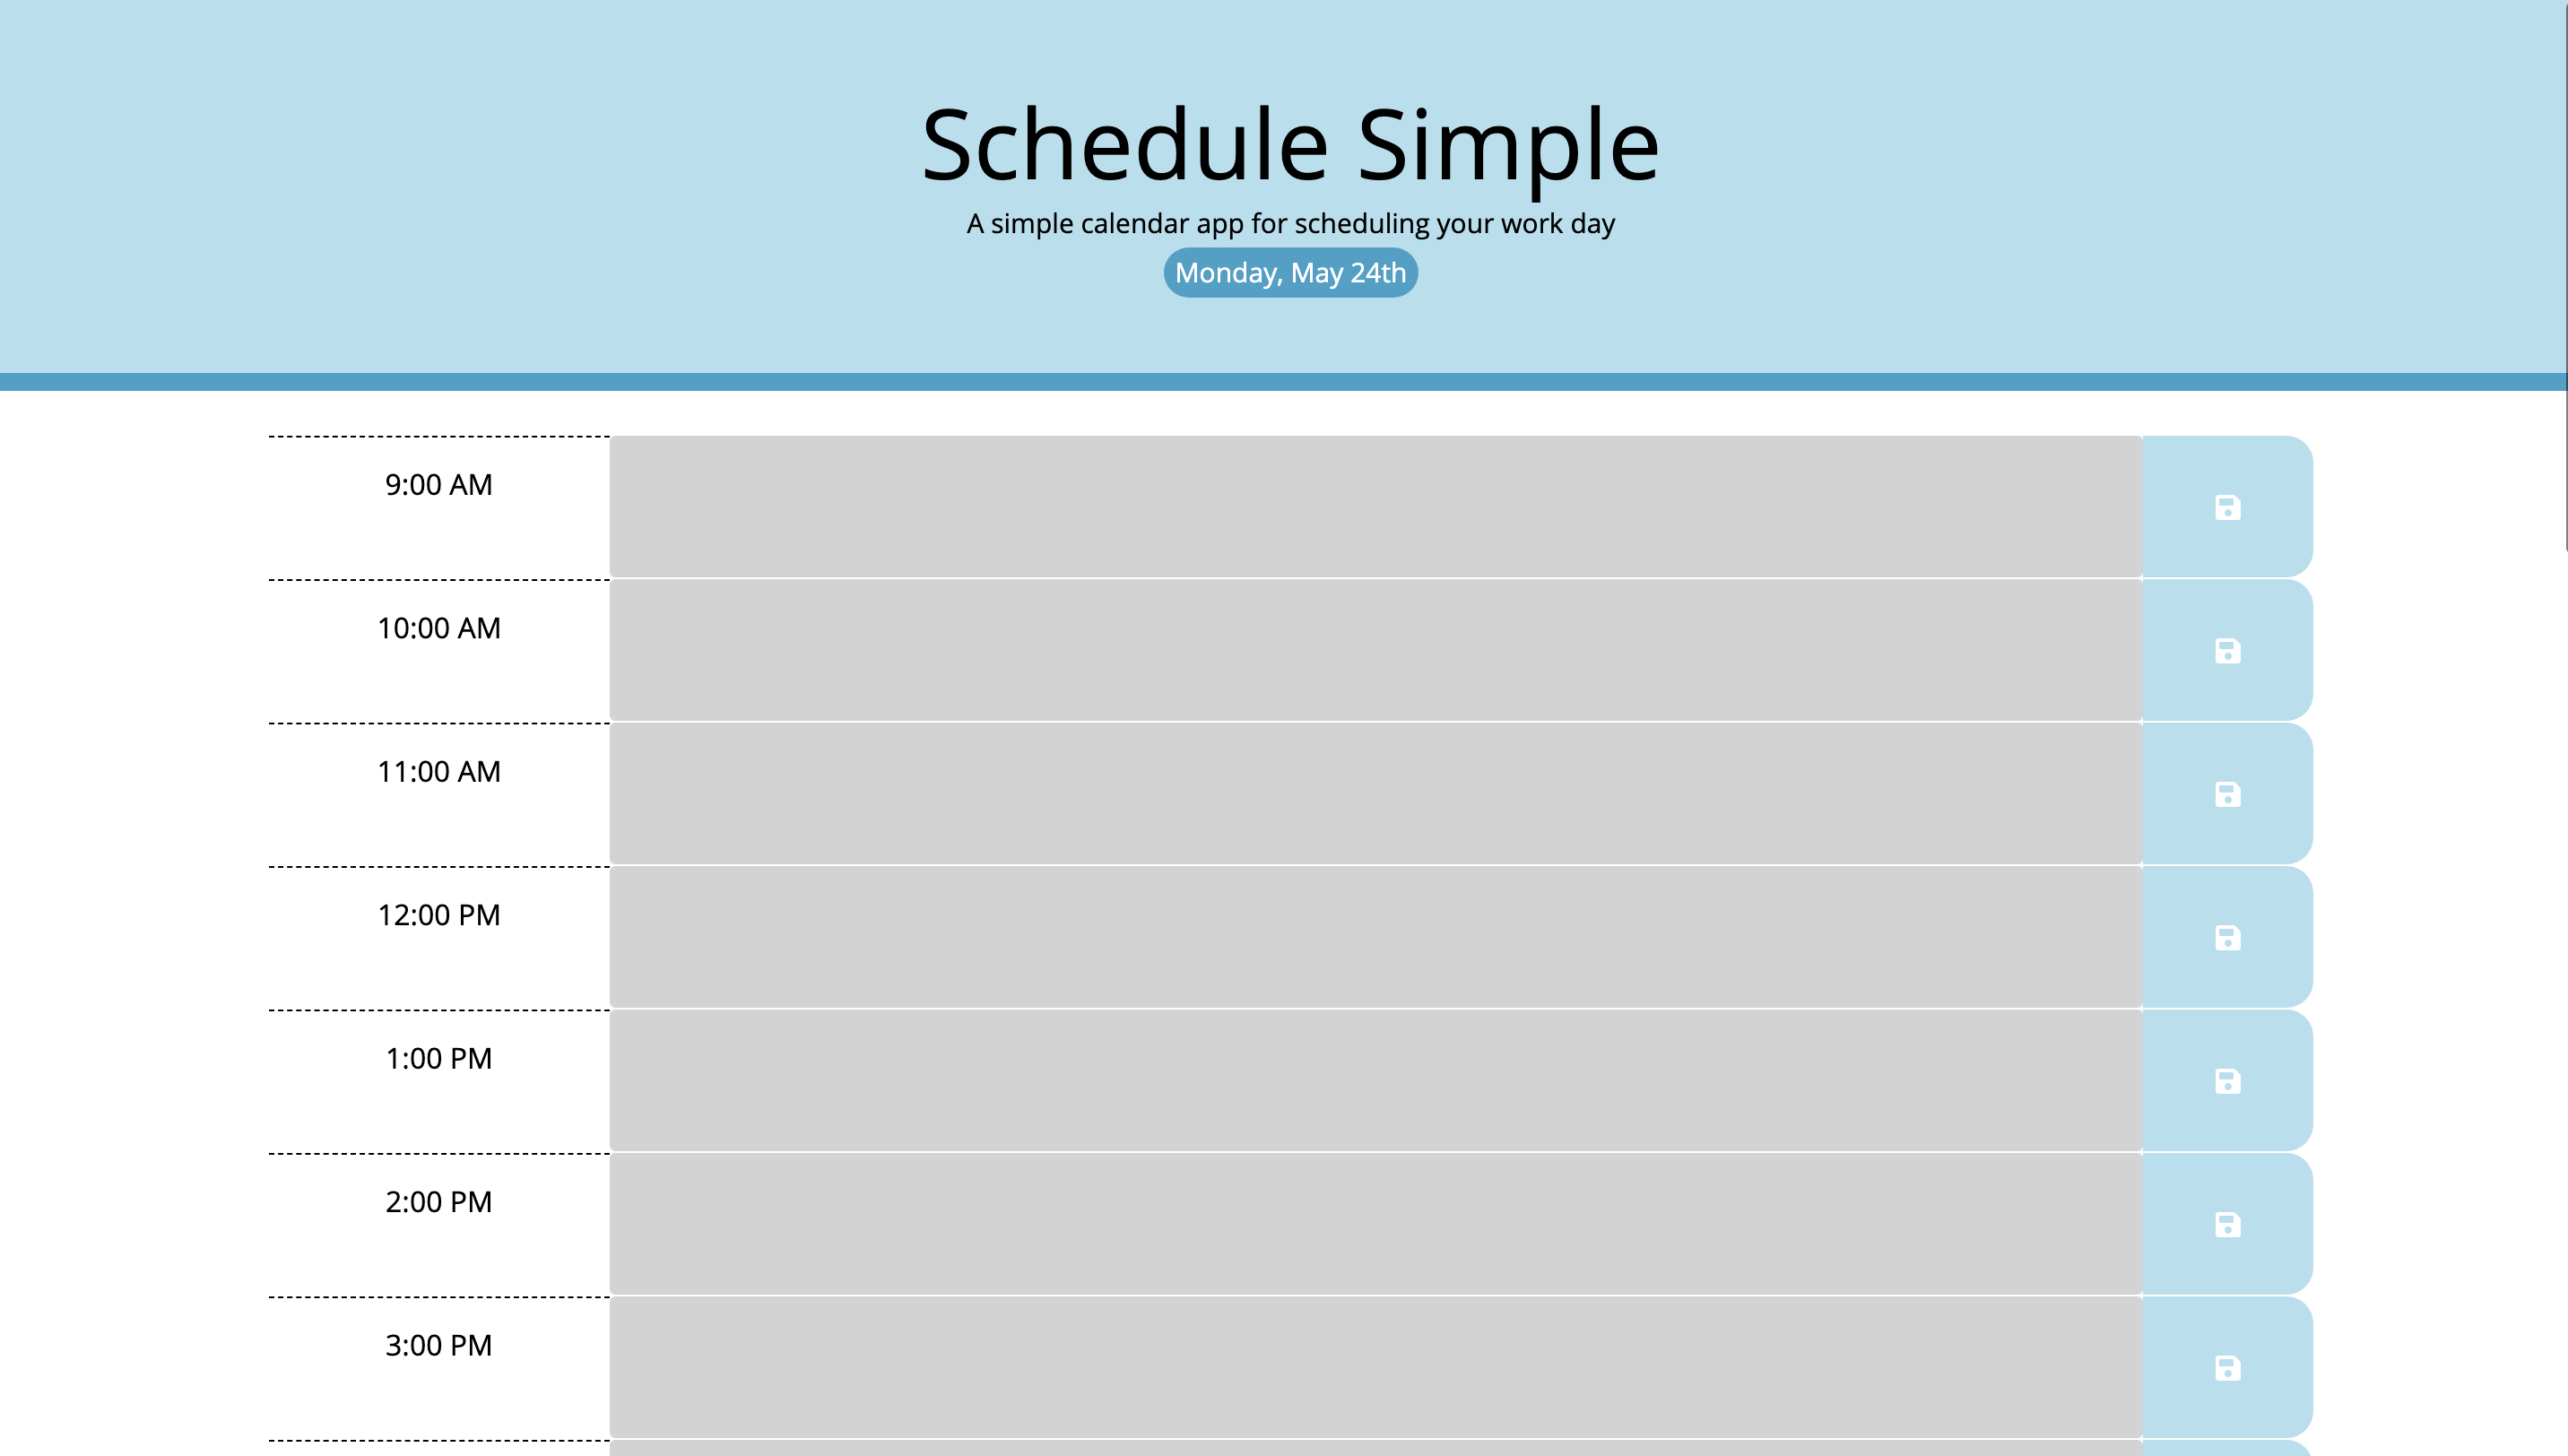 Schedule Simple
A simple calendar app for scheduling your work day
Monday, May 24th
9:00 AM
10:00 AM
11:00 AM
12:00 PM
1:00 PM
2:00 PM
3:00 PM